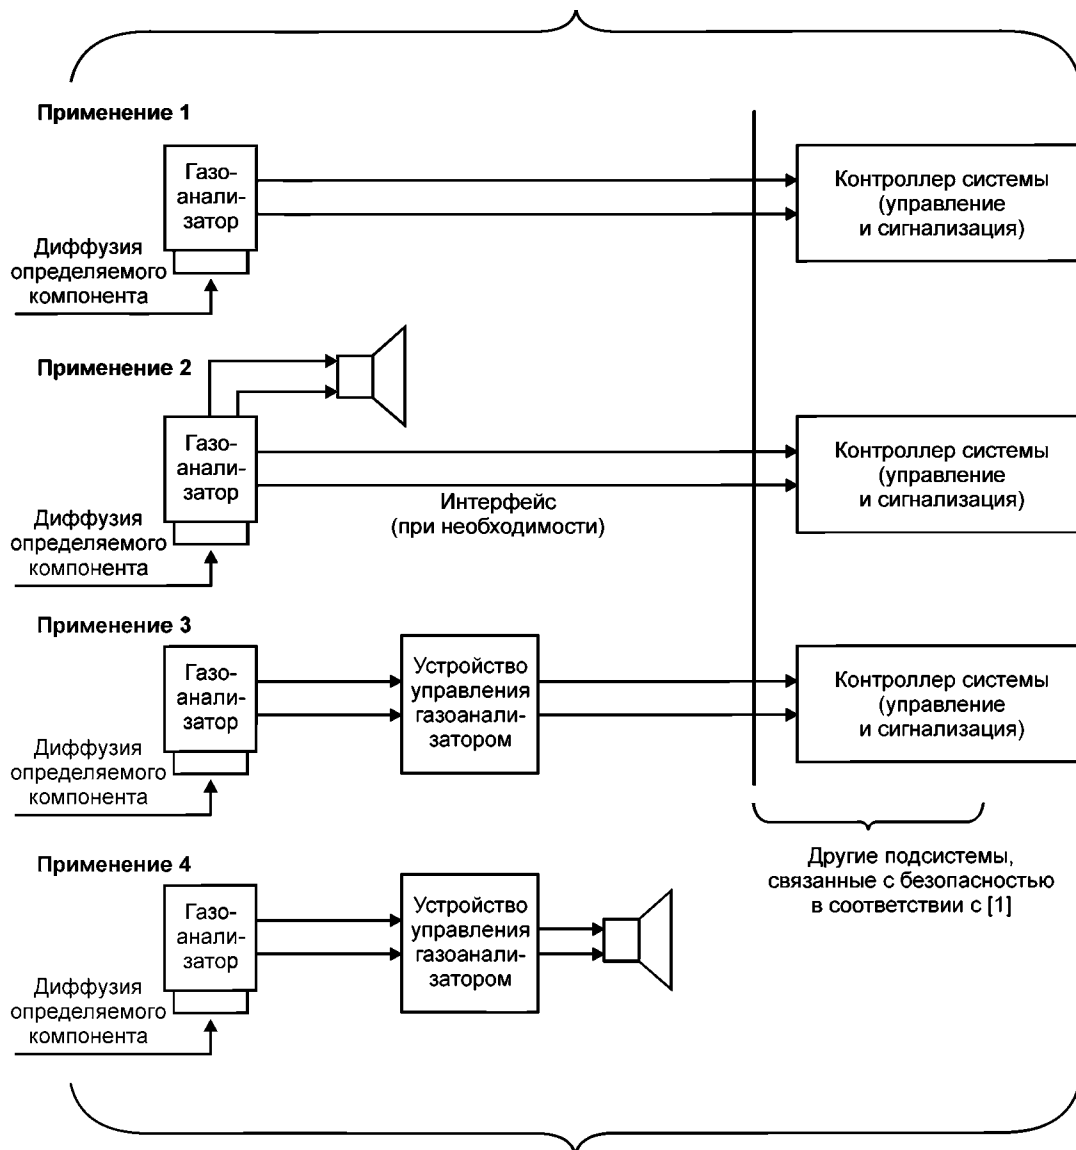 Применение 1
Газо-
анали-
затор
Контроллер системы
(управление
и сигнализация)
Диффузия
определяемого
компонента
Применение 2
Газо-
анали-
затор
Контроллер системы
(управление
и сигнализация)
Интерфейс
(при необходимости)
Диффузия
определяемого
компонента
Применение 3
Газо-
анали-
затор
Устройство
управления
газоанали-
затором
Контроллер системы
(управление
и сигнализация)
Диффузия
определяемого
компонента
Другие подсистемы,
связанные с безопасностью
в соответствии с [1]
Применение 4
Газо-
анали-
затор
Устройство
управления
газоанали-
затором
Диффузия
определяемого
компонента